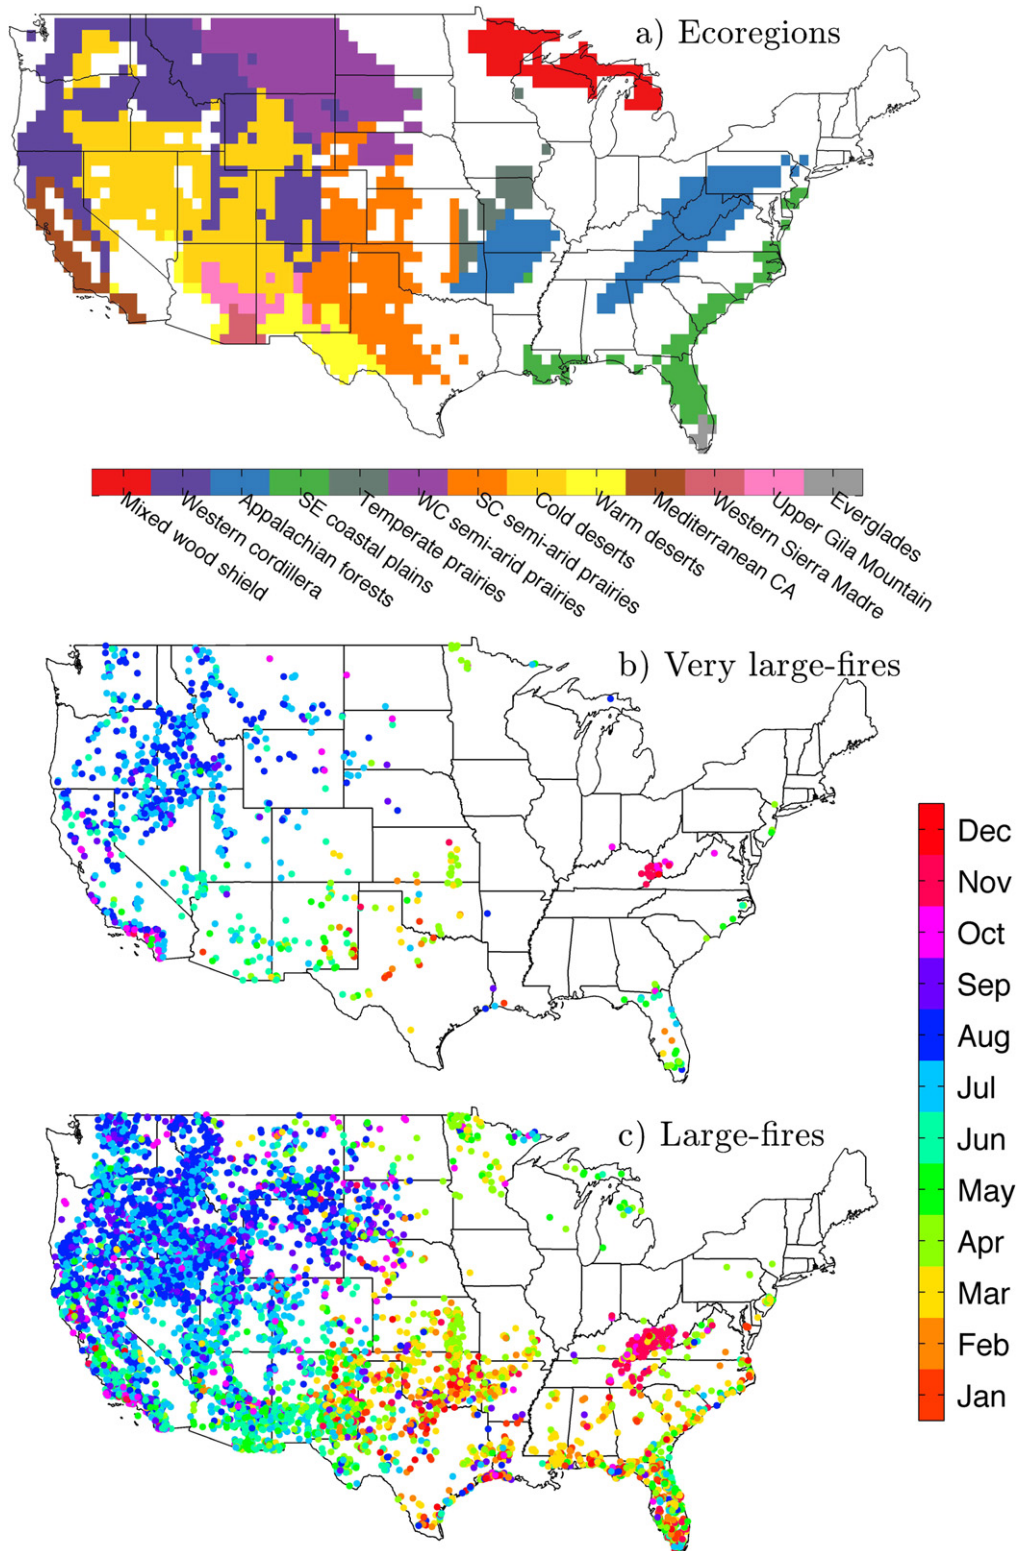 a) Ecoregions
Mixed wood shield
Western cordillera
Appalachian forests
SE coastal plains
Temperate prairies
WC semi-arid prairies
SC semi-arid prairies
Cold deserts
Warm deserts
Mediterranean CA
Western Sierra Madre
Upper Gila Mountain
Everglades
b) Very large-fires
c) Large-fires
Dec
Nov
Oct
Sep
Aug
Jul
Jun
May
Apr
Mar
Feb
Jan